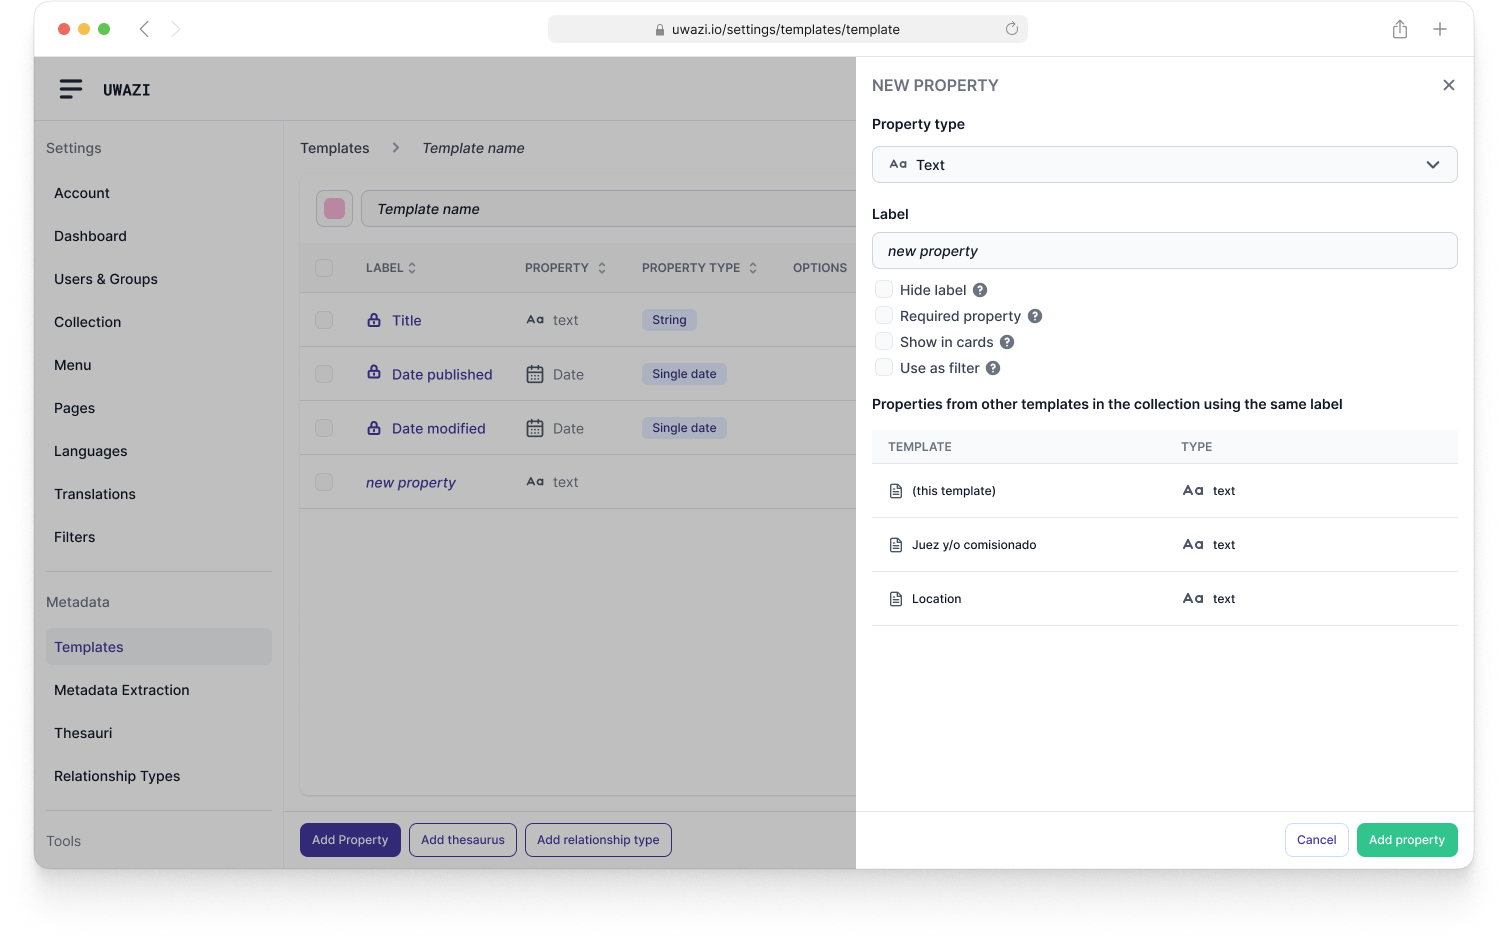 uwazi.io/settings/templates/template
UWAZI
Settings
Account
Dashboard
Users & Groups
Collection
Menu
Pages
Languages
Translations
Filters
Metadata
Templates
Metadata Extraction
Thesauri
Relationship Types
Tools
Templates > Template name
Template name
LABEL PROPERTY PROPERTY TYPE OPTIONS
Title Aa text String
Date published Date Single date
Date modified Date Single date
new property Aa text
Add Property Add thesaurus Add relationship type
NEW PROPERTY
Property type
Aa Text
Label
new property
Hide label ?
Required property ?
Show in cards ?
Use as filter ?
Properties from other templates in the collection using the same label
TEMPLATE TYPE
(this template) Aa text
Juez y/o comisionado Aa text
Location Aa text
Cancel Add property